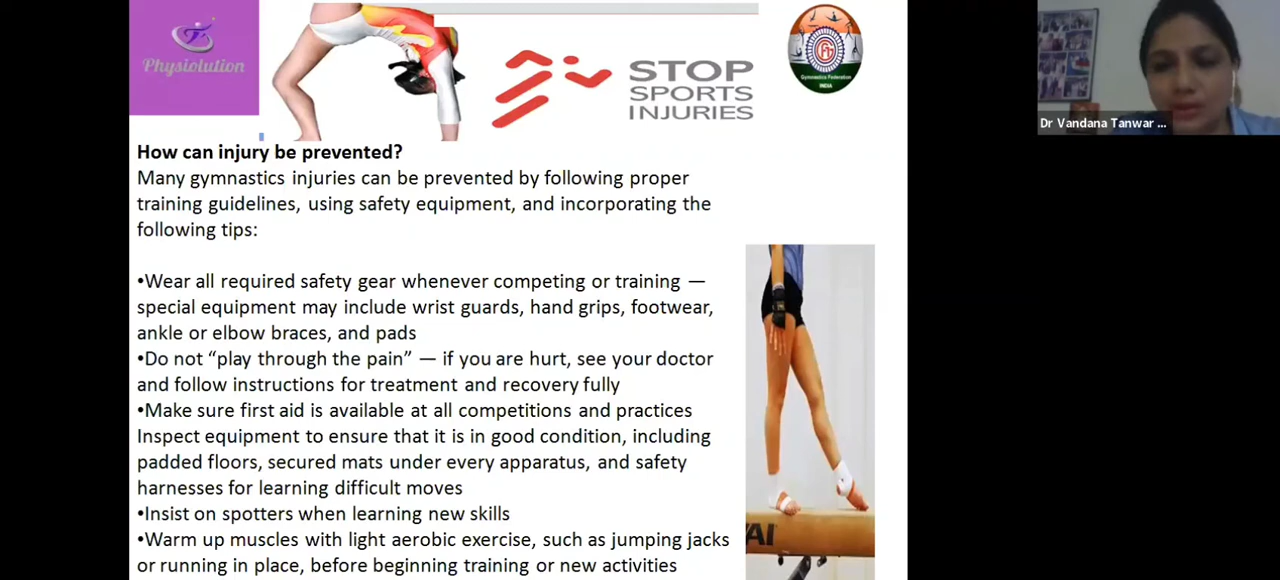 Physiolution
STOP
SPORTS
INJURIES
Gymnastics Federation
INDIA
Dr Vandana Tanwar ...
How can injury be prevented?
Many gymnastics injuries can be prevented by following proper
training guidelines, using safety equipment, and incorporating the
following tips:
•Wear all required safety gear whenever competing or training —
special equipment may include wrist guards, hand grips, footwear,
ankle or elbow braces, and pads
•Do not “play through the pain” — if you are hurt, see your doctor
and follow instructions for treatment and recovery fully
•Make sure first aid is available at all competitions and practices
Inspect equipment to ensure that it is in good condition, including
padded floors, secured mats under every apparatus, and safety
harnesses for learning difficult moves
•Insist on spotters when learning new skills
•Warm up muscles with light aerobic exercise, such as jumping jacks
or running in place, before beginning training or new activities
AI